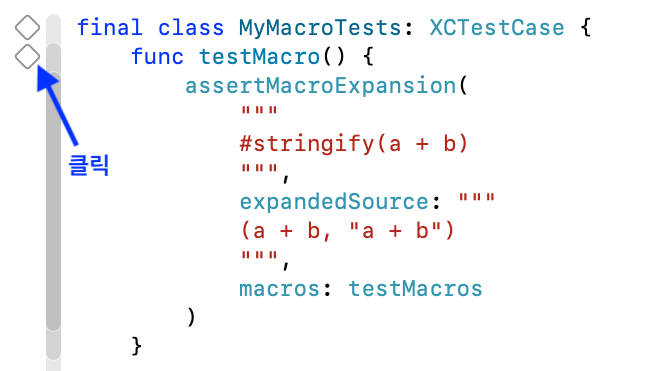 final class MyMacroTests: XCTestCase {
func testMacro() {
assertMacroExpansion(
"""
#stringify(a + b)
""",
클릭
expandedSource: """
(a + b, "a + b")
""",
macros: testMacros
)
}